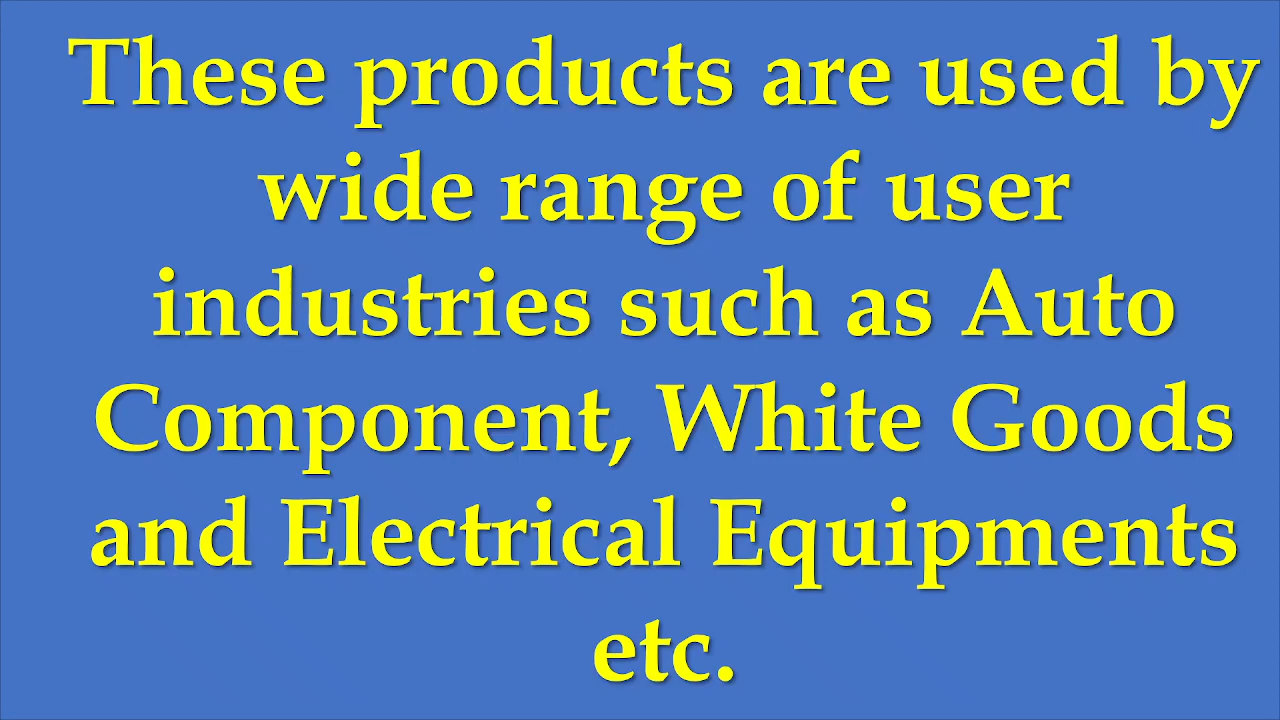 These products are used by
wide range of user
industries such as Auto
Component, White Goods
and Electrical Equipments
etc.